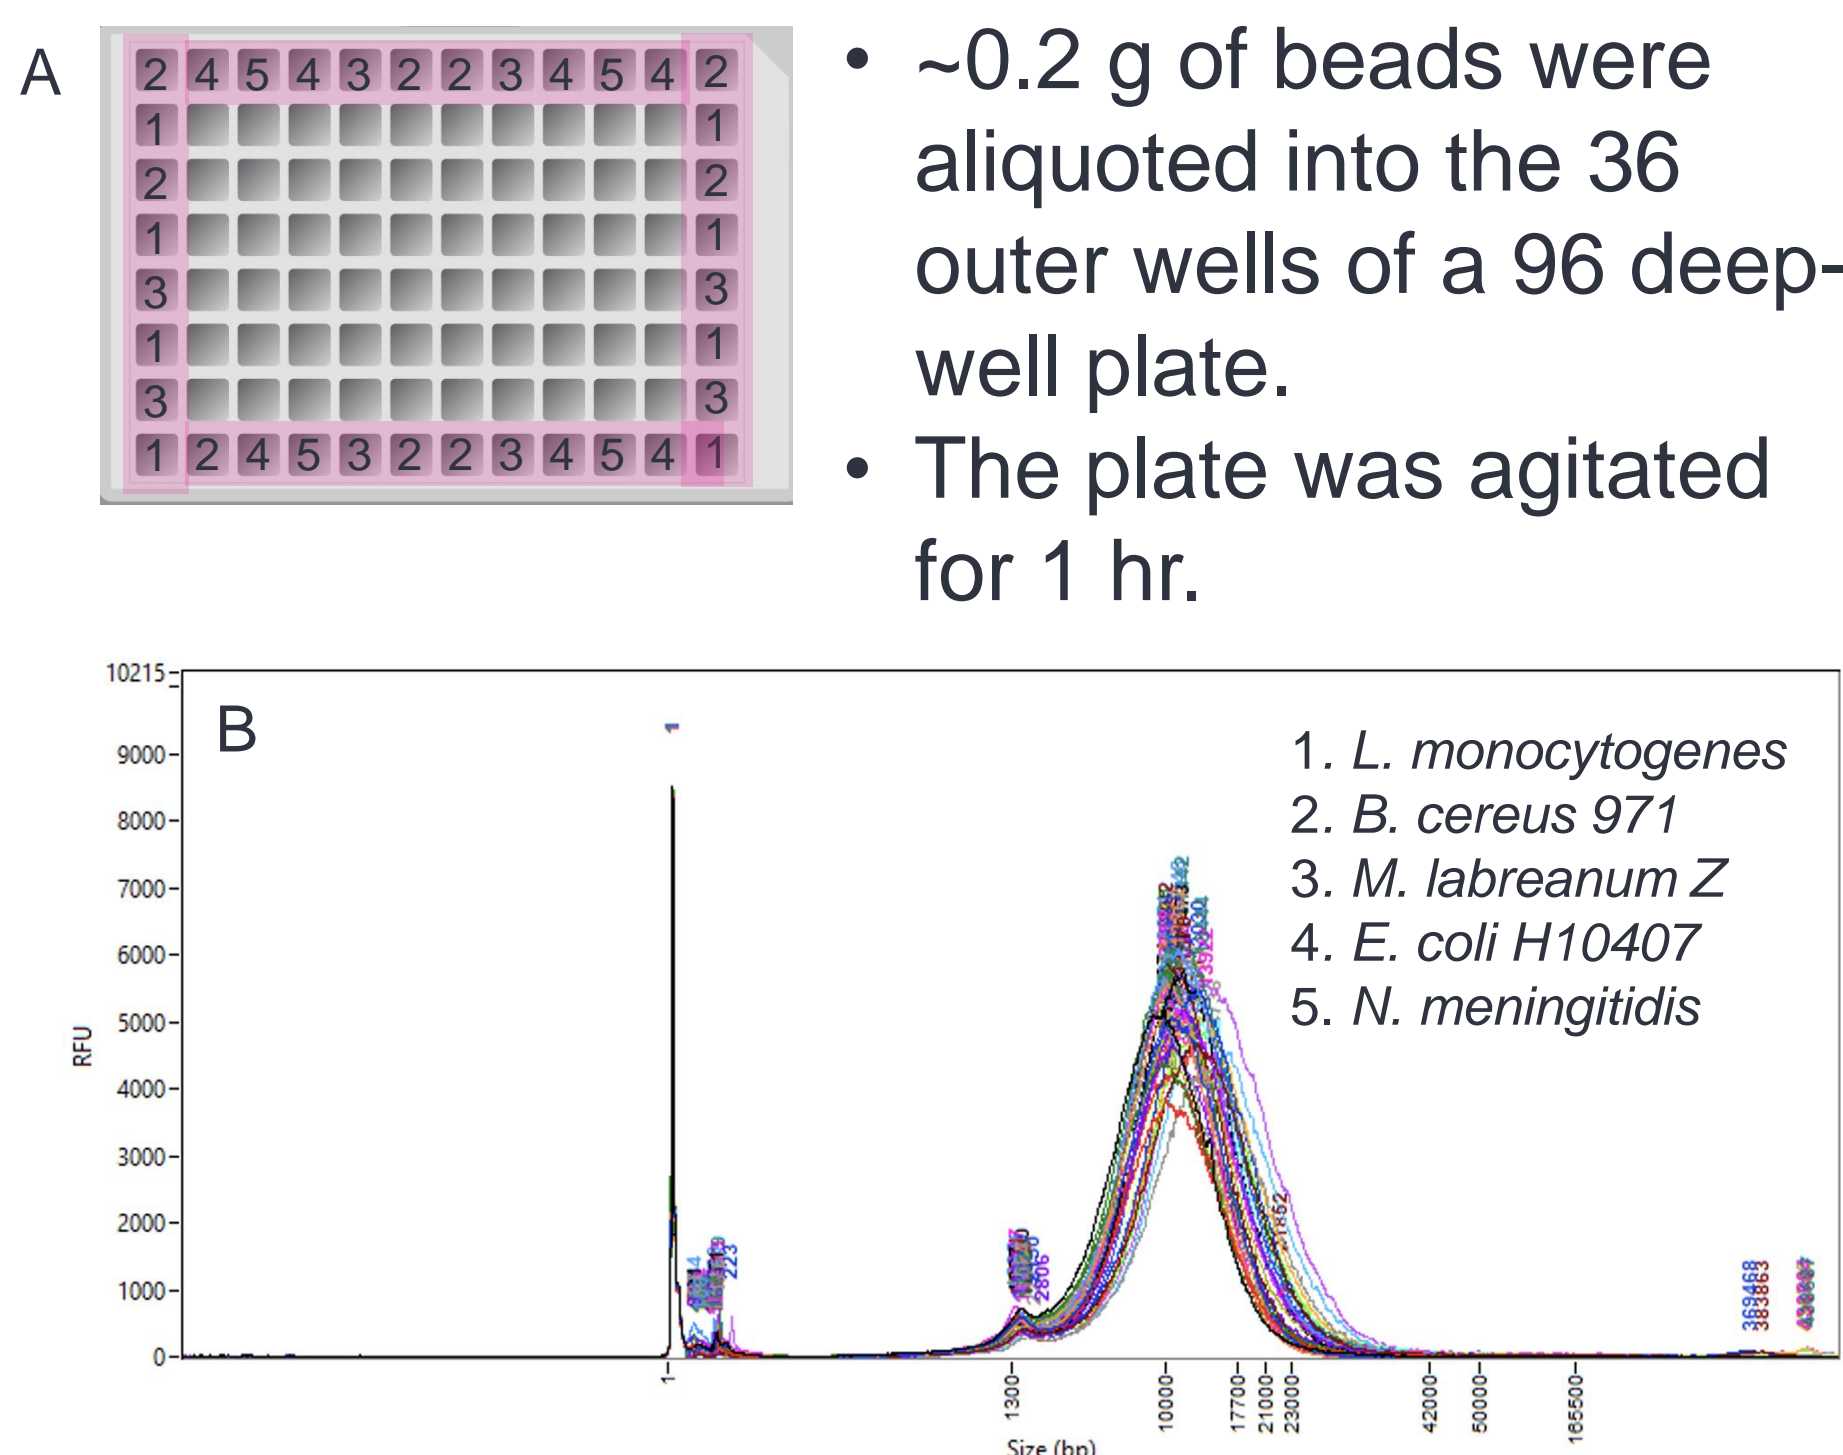 A
2 4 5 4 3 2 2 3 4 5 4 2
1 1
2 2
1 1
3 3
1 1
3 3
1 2 4 5 3 2 2 3 4 5 4 1
• ~0.2 g of beads were
aliquoted into the 36
outer wells of a 96 deep-
well plate.
• The plate was agitated
for 1 hr.
B
10215
9000
8000
7000
6000
5000
4000
3000
2000
1000
0
RFU
1
223
2806
21852
369468
383863
1. L. monocytogenes
2. B. cereus 971
3. M. labreanum Z
4. E. coli H10407
5. N. meningitidis
1 1300 10000 17700 21000 23000 42000 50000 165500
Size (bp)